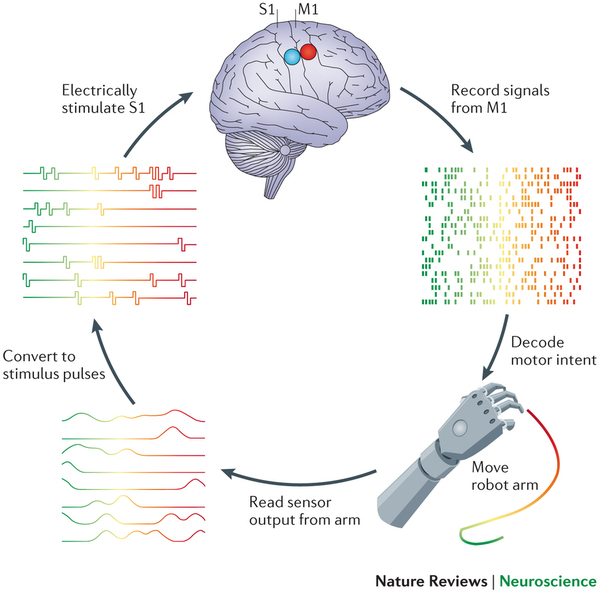 S1 M1
Electrically
stimulate S1
Record signals
from M1
Decode
motor intent
Move
robot arm
Read sensor
output from arm
Convert to
stimulus pulses
Nature Reviews | Neuroscience